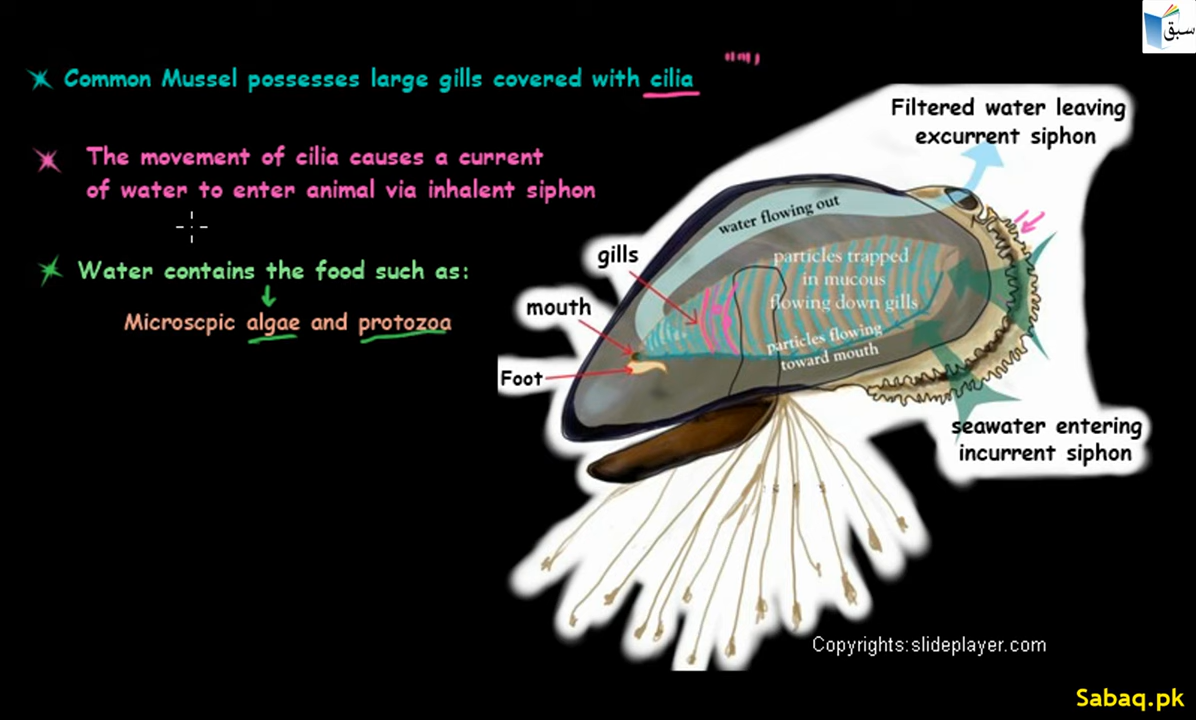 سبق
Common Mussel possesses large gills covered with cilia
The movement of cilia causes a current
of water to enter animal via inhalent siphon
Water contains the food such as:
Microscpic algae and protozoa
Filtered water leaving
excurrent siphon
water flowing out
gills
particles trapped
in mucous
flowing down gills
mouth
particles flowing
toward mouth
Foot
seawater entering
incurrent siphon
Copyrights:slideplayer.com
Sabaq.pk